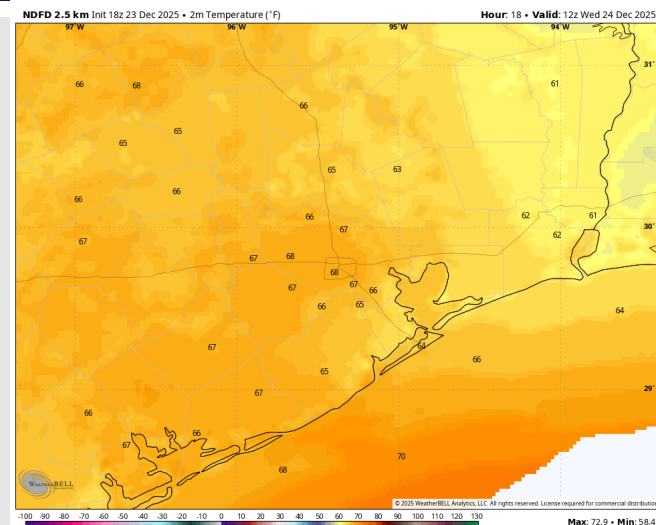 NDFD 2.5 km Init 18z 23 Dec 2025 • 2m Temperature (°F) Hour: 18 • Valid: 12z Wed 24 Dec 2025
97°W 96°W 95°W 94°W
31°
66 68 61
66
65
65
65 63
66 66
66 62 61
30°
67 67 62
67 68
68
67 67 66
66 65
64
67 64
66
65
29°
67
66
66
67
70
68
WeatherBELL
© 2025 WeatherBELL Analytics, LLC. All rights reserved. License required for commercial distribution
-100 -90 -80 -70 -60 -50 -40 -30 -20 -10 0 10 20 30 40 50 60 70 80 90 100 110 120 130
Max: 72.9 • Min: 58.4